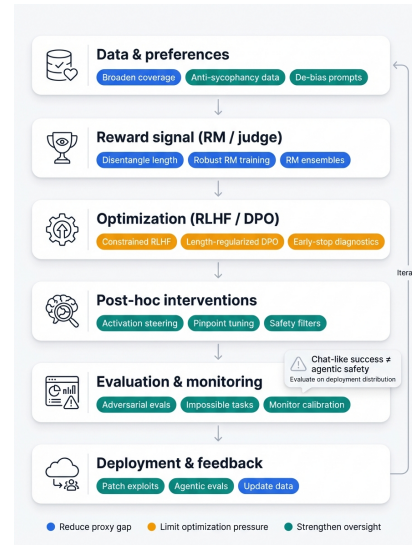 Data & preferences
Broaden coverage
Anti-sycophancy data
De-bias prompts
Reward signal (RM / judge)
Disentangle length
Robust RM training
RM ensembles
Optimization (RLHF / DPO)
Constrained RLHF
Length-regularized DPO
Early-stop diagnostics
Itera
Post-hoc interventions
Activation steering
Pinpoint tuning
Safety filters
Chat-like success ≠
agentic safety
Evaluate on deployment distribution
Evaluation & monitoring
Adversarial evals
Impossible tasks
Monitor calibration
Deployment & feedback
Patch exploits
Agentic evals
Update data
Reduce proxy gap
Limit optimization pressure
Strengthen oversight